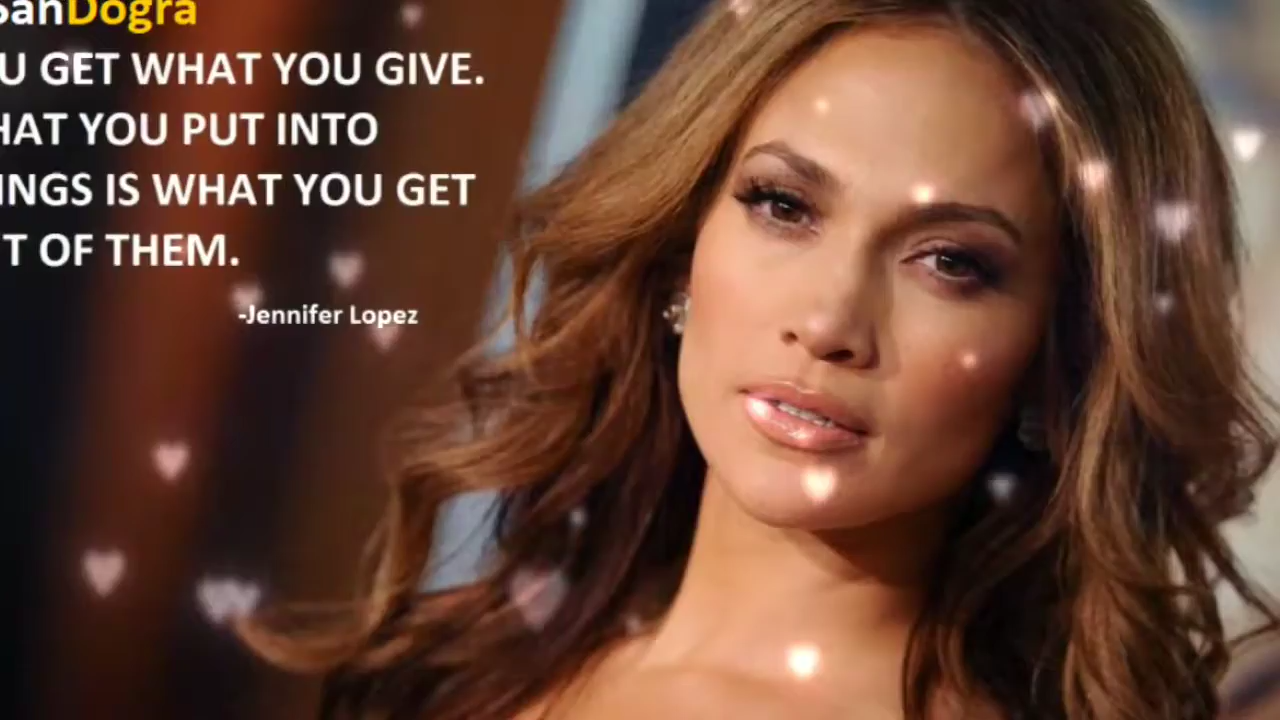 SanDogra
U GET WHAT YOU GIVE.
HAT YOU PUT INTO
INGS IS WHAT YOU GET
T OF THEM.
-Jennifer Lopez